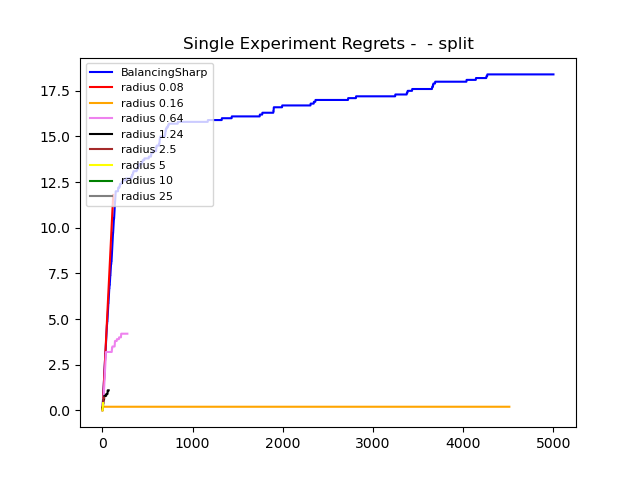 Single Experiment Regrets -  - split
BalancingSharp
radius 0.08
radius 0.16
radius 0.64
radius 1.24
radius 2.5
radius 5
radius 10
radius 25
17.5
15.0
12.5
10.0
7.5
5.0
2.5
0.0
0 1000 2000 3000 4000 5000